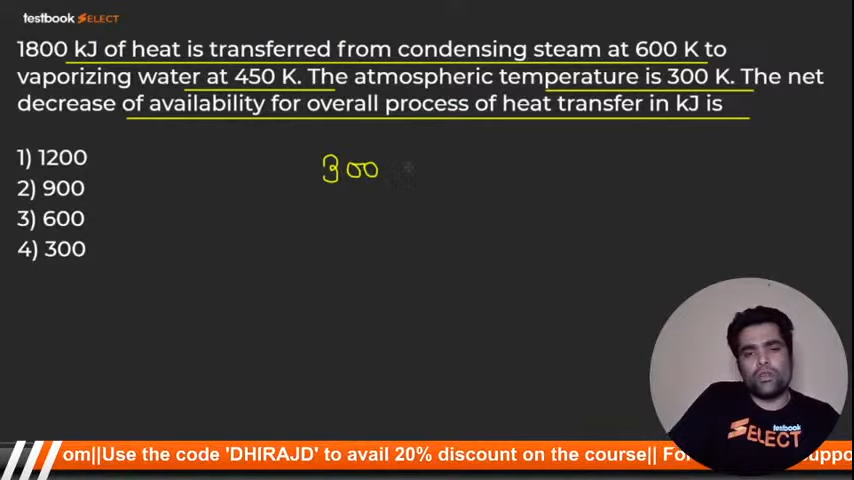 testbook SELECT
1800 kJ of heat is transferred from condensing steam at 600 K to
vaporizing water at 450 K. The atmospheric temperature is 300 K. The net
decrease of availability for overall process of heat transfer in kJ is
1) 1200
2) 900
3) 600
4) 300
300
testbook
SELECT
om||Use the code 'DHIRAJD' to avail 20% discount on the course|| Fo